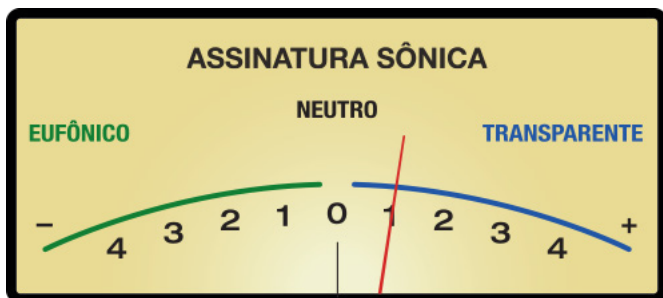 ASSINATURA SÔNICA
NEUTRO
EUFÔNICO TRANSPARENTE
− 4 3 2 1 0 1 2 3 4 +